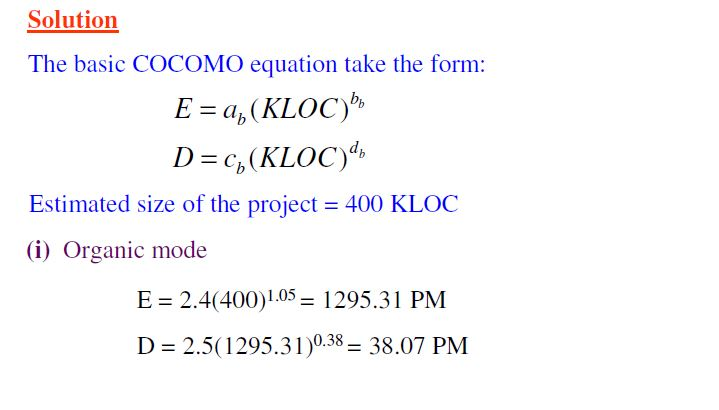 Solution
The basic COCOMO equation take the form:
E = a_b (KLOC)^{b_b}
D = c_b (KLOC)^{d_b}
Estimated size of the project = 400 KLOC
(i) Organic mode
E = 2.4(400)^{1.05} = 1295.31 PM
D = 2.5(1295.31)^{0.38} = 38.07 PM